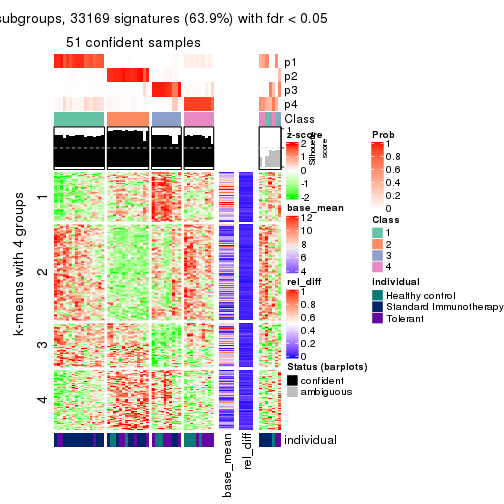 subgroups, 33169 signatures (63.9%) with fdr < 0.05
51 confident samples
p1
p2
p3
p4
Class
1
Silhouette
score
k-means with 4 groups
1
2
3
4
base_mean
rel_diff
individual
z-score
2
1
0
-1
-2
base_mean
12
10
8
6
4
rel_diff
1
0.8
0.6
0.4
0.2
0
Status (barplots)
confident
ambiguous
Prob
1
0.8
0.6
0.4
0.2
0
Class
1
2
3
4
individual
Healthy control
Standard Immunotherapy
Tolerant